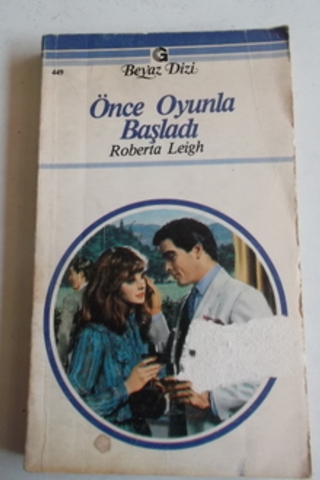 G
449
Beyaz Dizi
Önce Oyunla
Başladı
Roberta Leigh